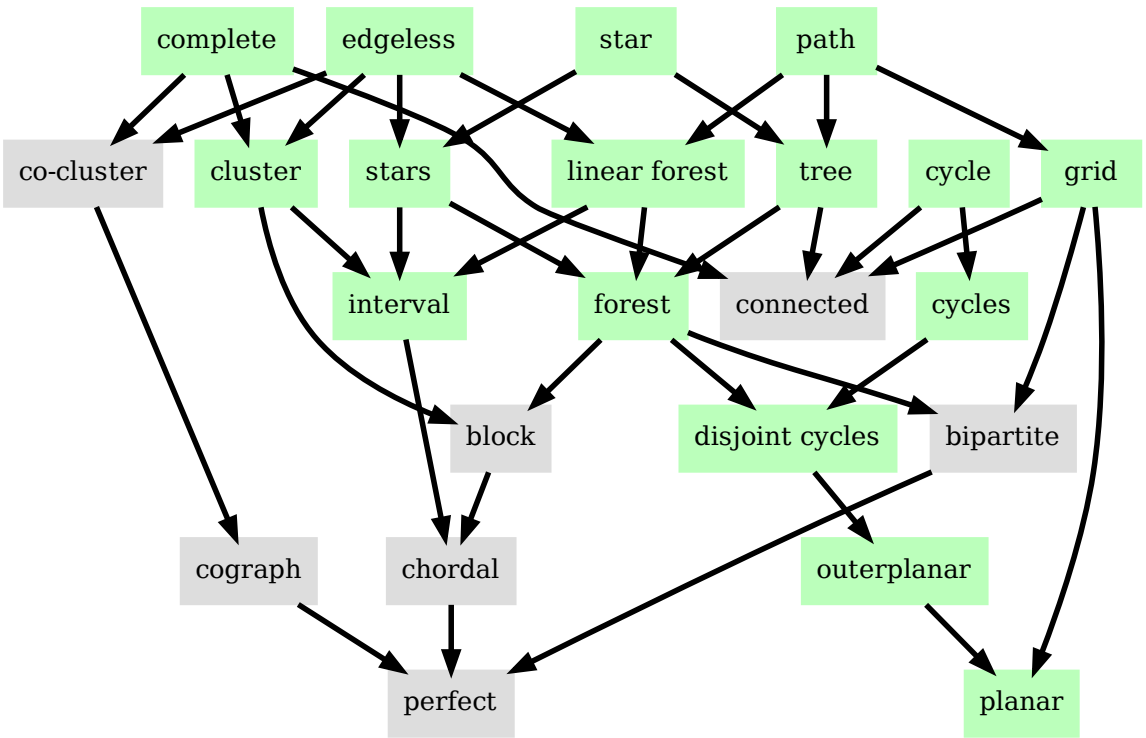 complete
edgeless
star
path
co-cluster
cluster
stars
linear forest
tree
cycle
grid
interval
forest
connected
cycles
block
disjoint cycles
bipartite
cograph
chordal
outerplanar
perfect
planar